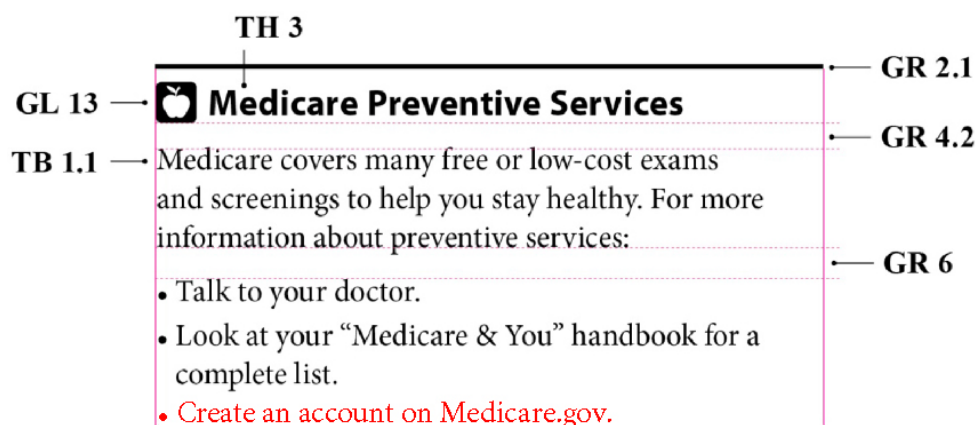 TH 3
GR 2.1
GL 13
Medicare Preventive Services
GR 4.2
TB 1.1
Medicare covers many free or low-cost exams
and screenings to help you stay healthy. For more
information about preventive services:
GR 6
• Talk to your doctor.
• Look at your “Medicare & You” handbook for a
complete list.
• Create an account on Medicare.gov.